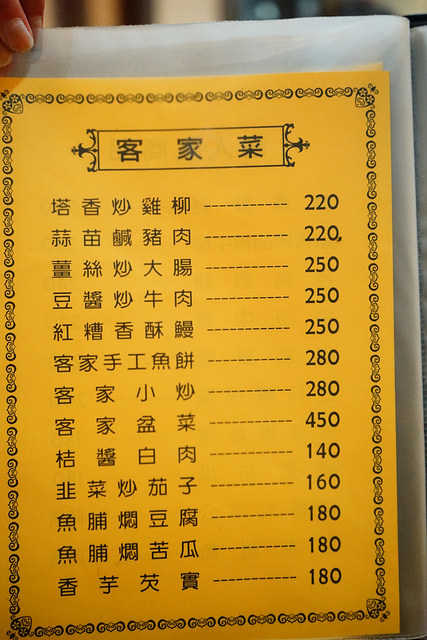 客家菜
塔香炒雞柳 ------------ 220
蒜苗鹹豬肉 ------------ 220
薑絲炒大腸 ------------ 250
豆醬炒牛肉 ------------ 250
紅糟香酥鰻 ------------ 250
客家手工魚餅 ------------ 280
客家小炒 ------------ 280
客家盆菜 ------------ 450
桔醬白肉 ------------ 140
韭菜炒茄子 ------------ 160
魚脯燜豆腐 ------------ 180
魚脯燜苦瓜 ------------ 180
香芋芡實 ------------ 180